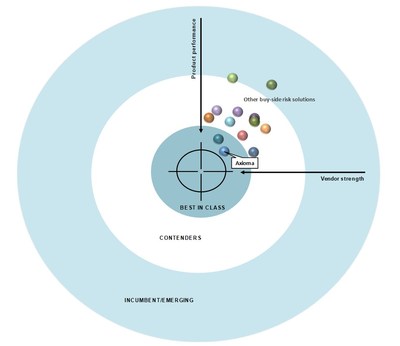 Product performance
Other buy-side-risk solutions
Axioma
Vendor strength
BEST IN CLASS
CONTENDERS
INCUMBENT/EMERGING